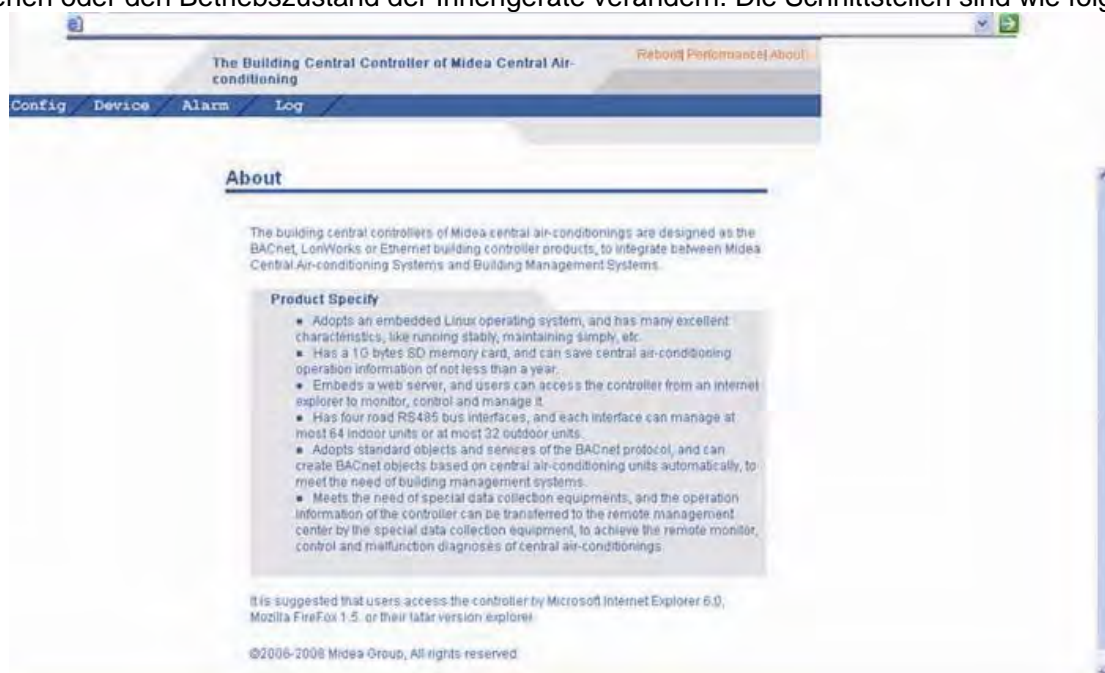 oder den Betriebszustand der Innengeräte verändern. Die Schnittstellen sind wie
The Building Central Controller of Midea Central Air-
conditioning
Reboot| Performance| About
Config Device Alarm Log
About
The building central controllers of Midea central air-conditionings are designed as the
BACnet, LonWorks or Ethernet building controller products, to integrate between Midea
Central Air-conditioning Systems and Building Management Systems.
Product Specify
▪ Adopts an embedded Linux operating system, and has many excellent
characteristics, like running stably, maintaining simply, etc.
▪ Has a 1G bytes SD memory card, and can save central air-conditioning
operation information of not less than a year.
▪ Embeds a web server, and users can access the controller from an internet
explorer to monitor, control and manage it.
▪ Has four road RS485 bus interfaces, and each interface can manage at
most 64 indoor units or at most 32 outdoor units.
▪ Adopts standard objects and services of the BACnet protocol, and can
create BACnet objects based on central air-conditioning units automatically, to
meet the need of building management systems.
▪ Meets the need of special data collection equipments, and the operation
information of the controller can be transferred to the remote management
center by the special data collection equipment, to achieve the remote monitor,
control and malfunction diagnoses of central air-conditionings.
It is suggested that users access the controller by Microsoft Internet Explorer 6.0,
Mozilla FireFox 1.5. or their latar version explorer.
©2006-2008 Midea Group, All rights reserved